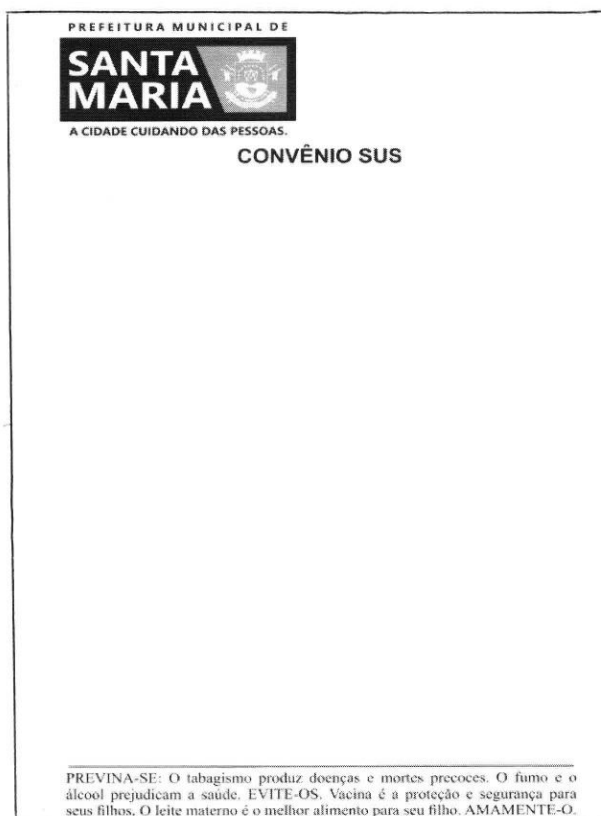 PREFEITURA MUNICIPAL DE
SANTA
MARIA
A CIDADE CUIDANDO DAS PESSOAS.
CONVÊNIO SUS
PREVINA-SE: O tabagismo produz doenças e mortes precoces. O fumo e o
álcool prejudicam a saúde. EVITE-OS. Vacina é a proteção e segurança para
seus filhos. O leite materno é o melhor alimento para seu filho. AMAMENTE-O.